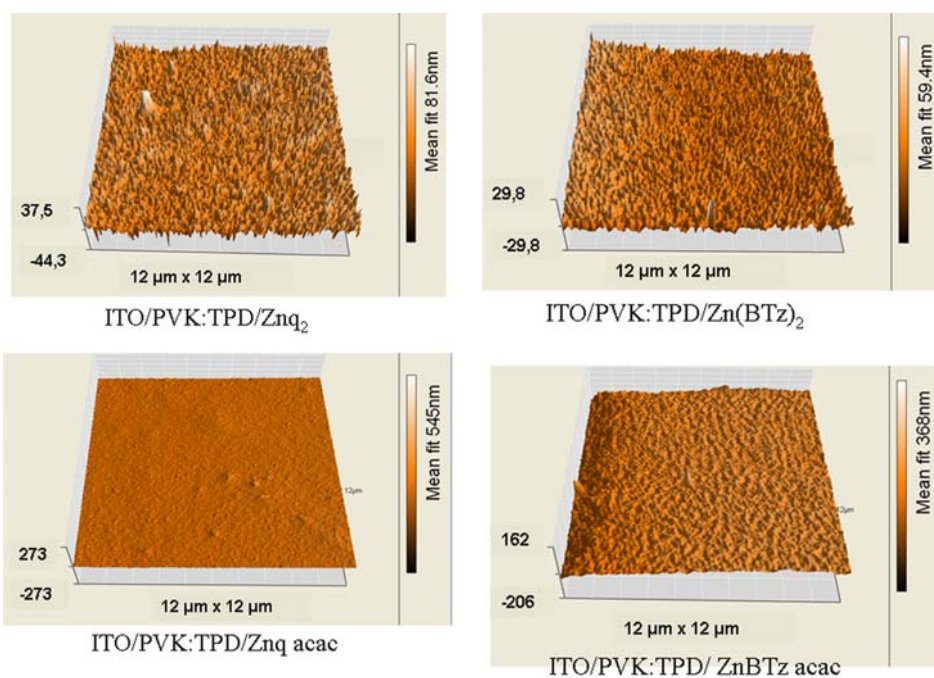 Mean fit 81.6nm
37,5
-44,3
12 µm x 12 µm
ITO/PVK:TPD/Znq₂
Mean fit 59.4nm
29,8
-29,8
12 µm x 12 µm
ITO/PVK:TPD/Zn(BTz)₂
Mean fit 545nm
12µm
273
-273
12 µm x 12 µm
ITO/PVK:TPD/Znq acac
Mean fit 368nm
12µm
162
-206
12 µm x 12 µm
ITO/PVK:TPD/ ZnBTz acac